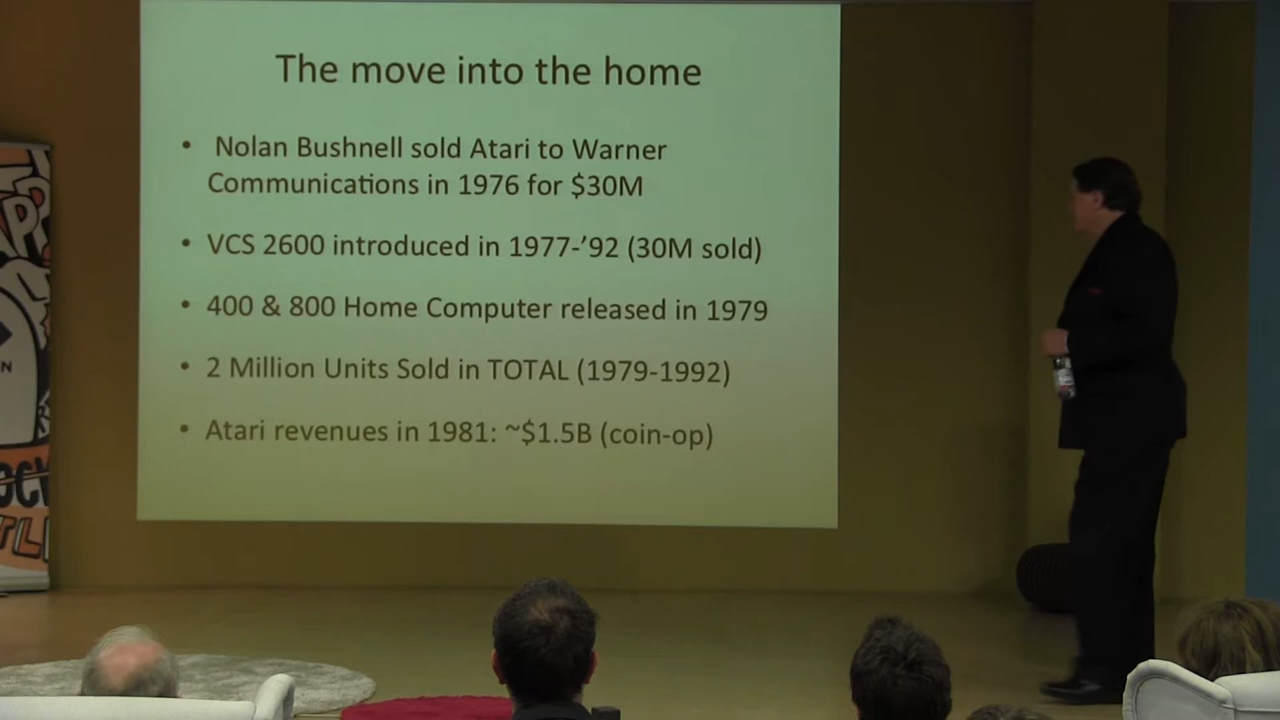 The move into the home
• Nolan Bushnell sold Atari to Warner
Communications in 1976 for $30M
• VCS 2600 introduced in 1977-’92 (30M sold)
• 400 & 800 Home Computer released in 1979
• 2 Million Units Sold in TOTAL (1979-1992)
• Atari revenues in 1981: ~$1.5B (coin-op)